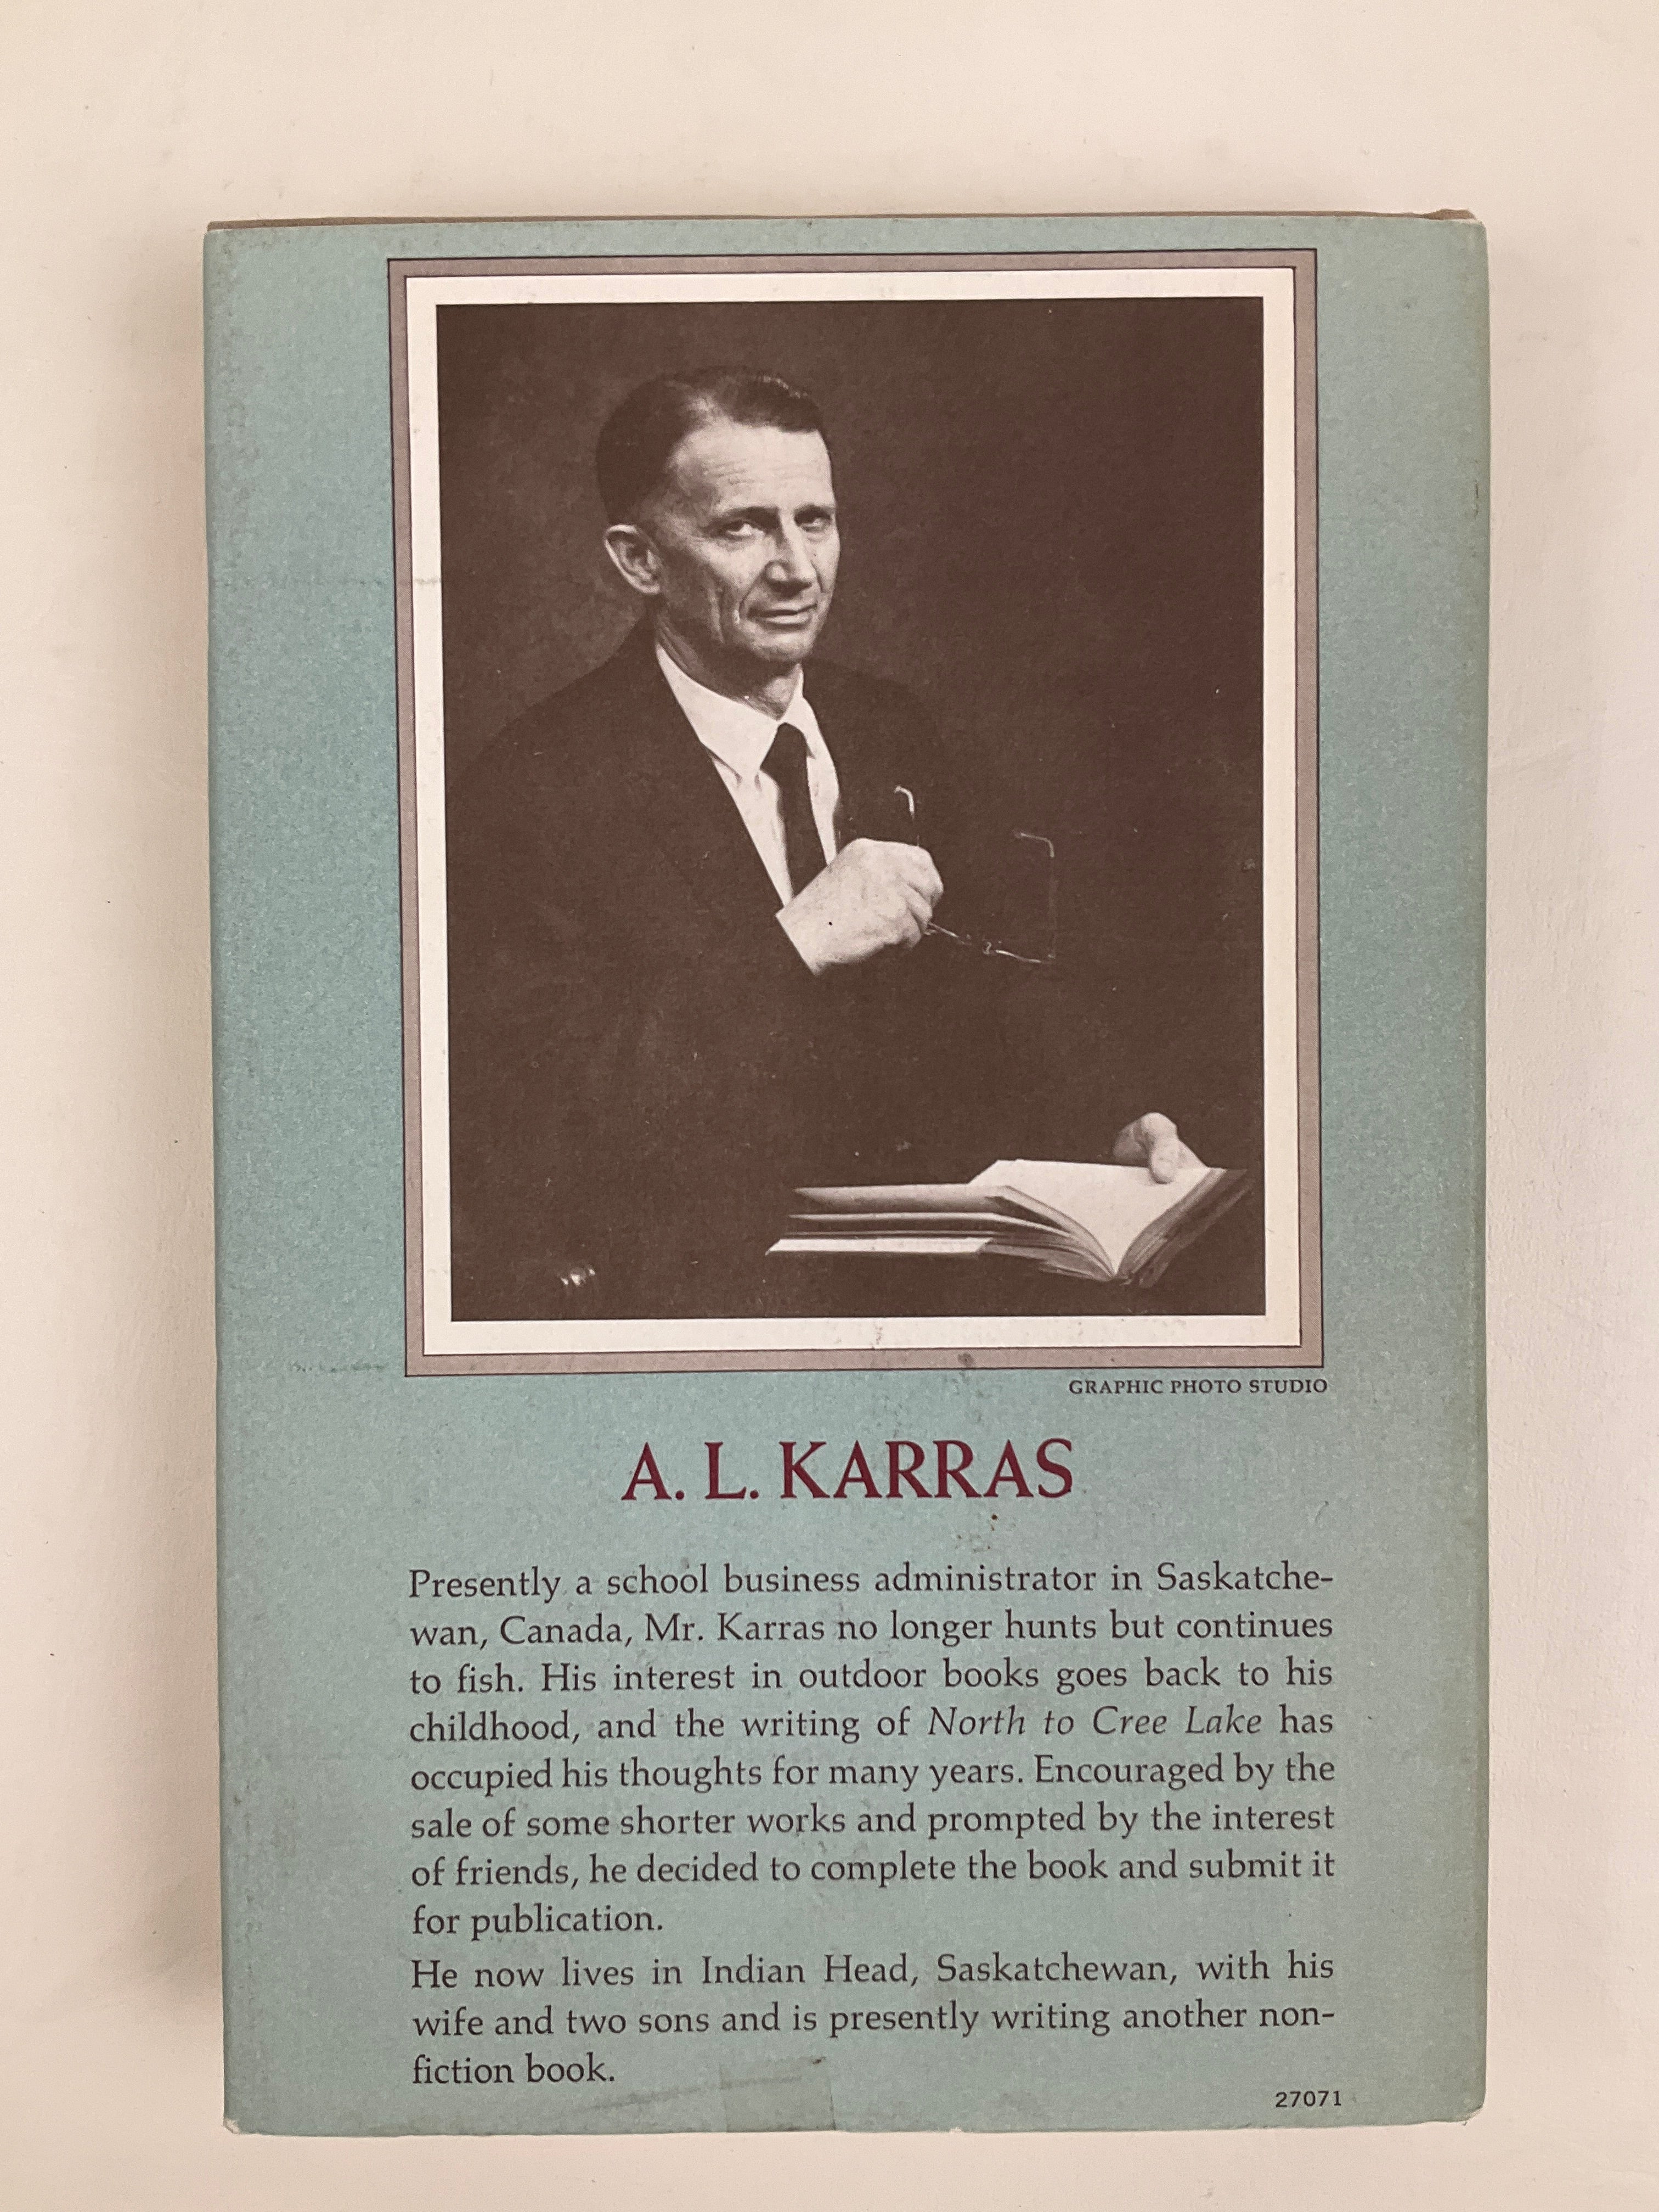 GRAPHIC PHOTO STUDIO
A. L. KARRAS
Presently a school business administrator in Saskatche-
wan, Canada, Mr. Karras no longer hunts but continues
to fish. His interest in outdoor books goes back to his
childhood, and the writing of North to Cree Lake has
occupied his thoughts for many years. Encouraged by the
sale of some shorter works and prompted by the interest
of friends, he decided to complete the book and submit it
for publication.
He now lives in Indian Head, Saskatchewan, with his
wife and two sons and is presently writing another non-
fiction book.
27071